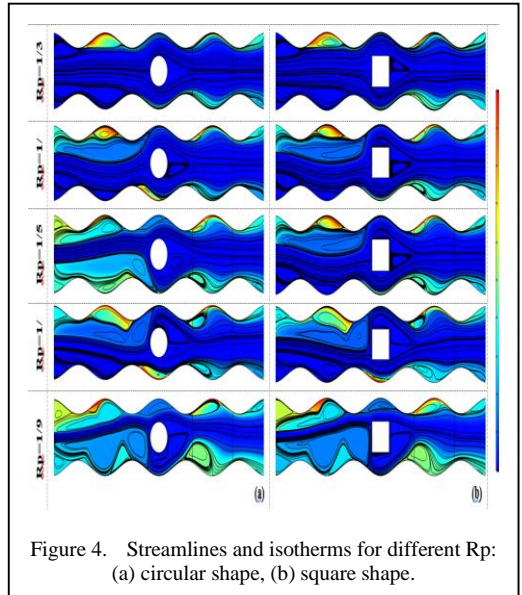 Rp=1/3
Rp=1/
Rp=1/5
Rp=1/
Rp=1/9
(a)
(b)
Figure 4. Streamlines and isotherms for different Rp:
(a) circular shape, (b) square shape.